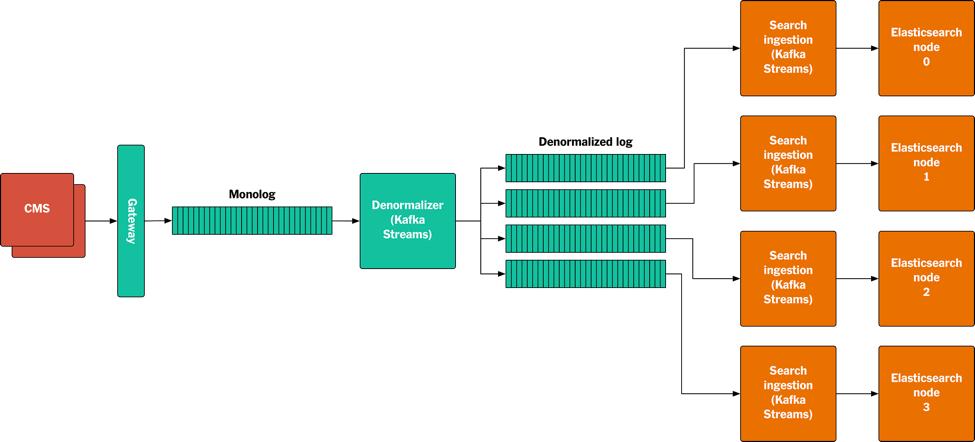 CMS
Gateway
Monolog
Denormalizer
(Kafka
Streams)
Denormalized log
Search
ingestion
(Kafka
Streams)
Elasticsearch
node
0
Search
ingestion
(Kafka
Streams)
Elasticsearch
node
1
Search
ingestion
(Kafka
Streams)
Elasticsearch
node
2
Search
ingestion
(Kafka
Streams)
Elasticsearch
node
3